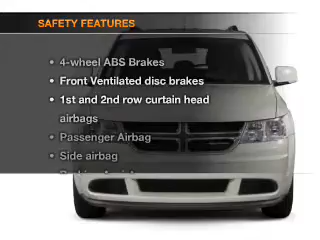 SAFETY FEATURES
• 4-wheel ABS Brakes
• Front Ventilated disc brakes
• 1st and 2nd row curtain head
airbags
• Passenger Airbag
• Side airbag